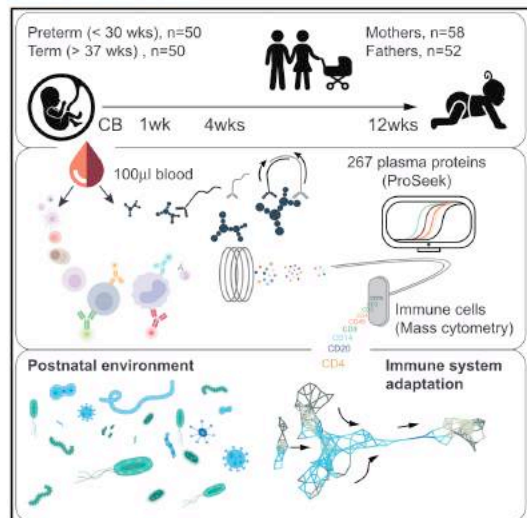 Preterm (< 30 wks), n=50
Term (> 37 wks) , n=50
Mothers, n=58
Fathers, n=52
CB 1wk 4wks 12wks
100µl blood
267 plasma proteins
(ProSeek)
Immune cells
(Mass cytometry)
CD8
CD14
CD20
CD4
Postnatal environment
Immune system
adaptation